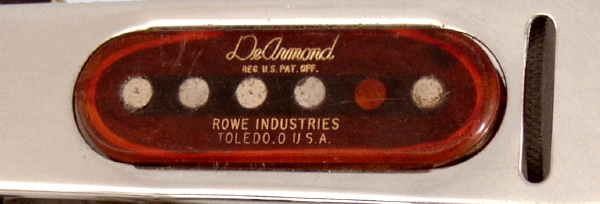 DeArmond
REG. U.S. PAT. OFF.
ROWE INDUSTRIES
TOLEDO, O U.S.A.